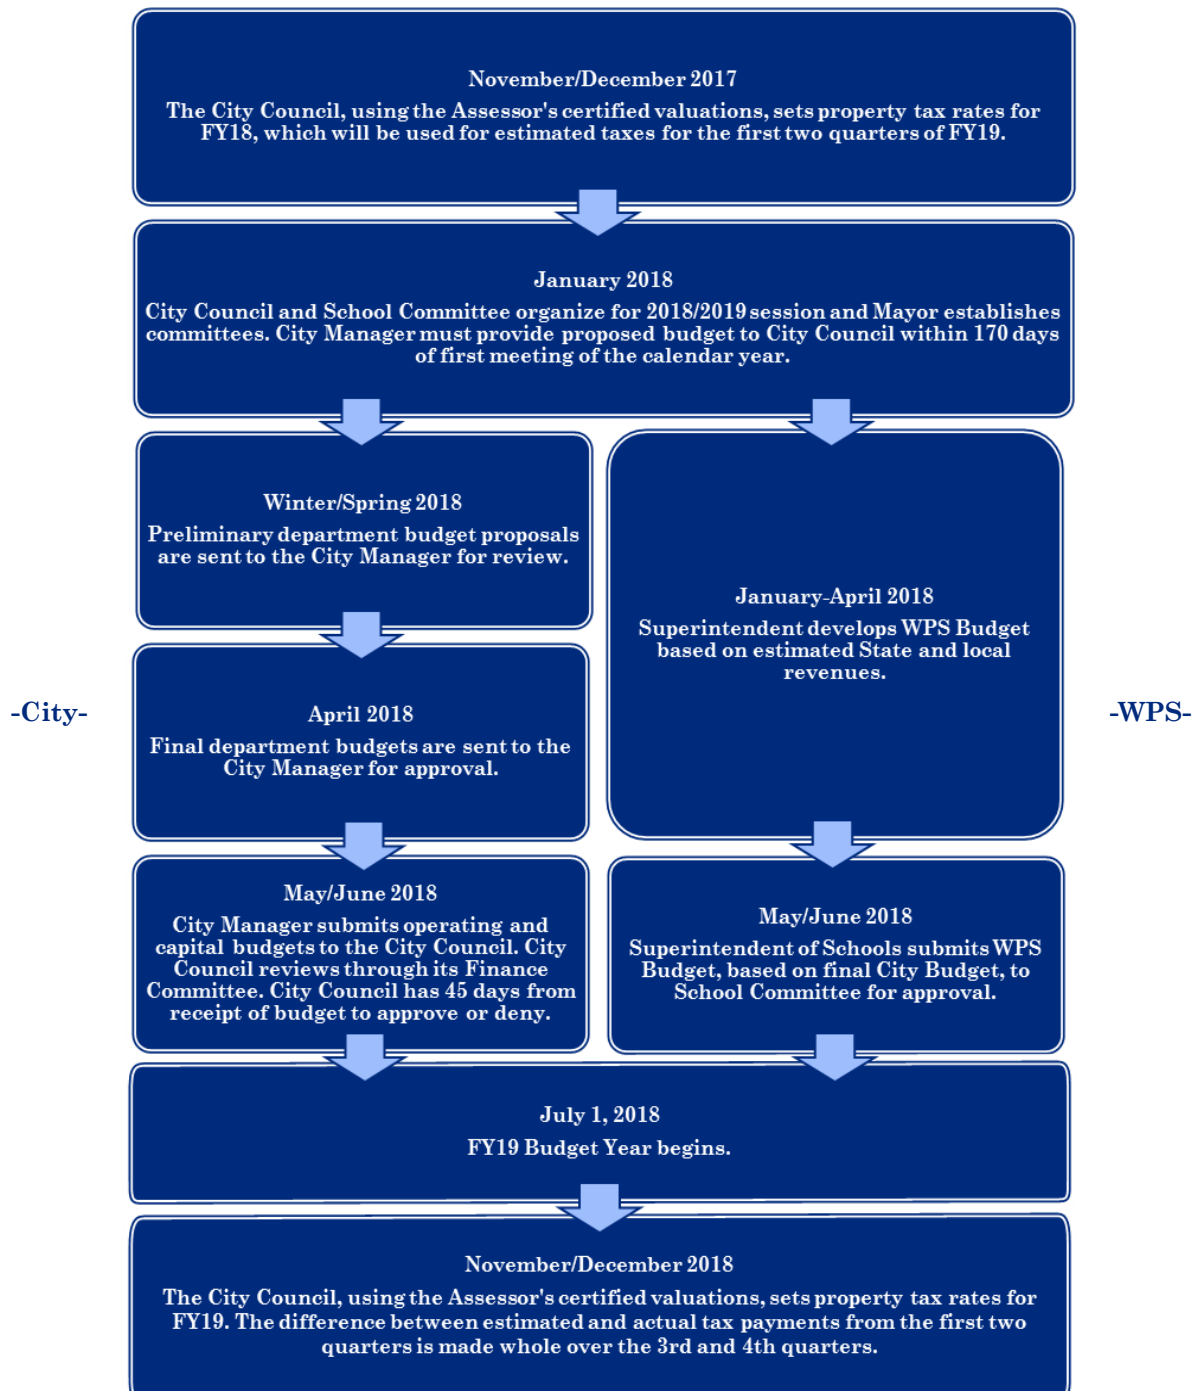 November/December 2017
The City Council, using the Assessor's certified valuations, sets property tax rates for
FY18, which will be used for estimated taxes for the first two quarters of FY19.
January 2018
City Council and School Committee organize for 2018/2019 session and Mayor establishes
committees. City Manager must provide proposed budget to City Council within 170 days
of first meeting of the calendar year.
-City-
Winter/Spring 2018
Preliminary department budget proposals
are sent to the City Manager for review.
April 2018
Final department budgets are sent to the
City Manager for approval.
May/June 2018
City Manager submits operating and
capital budgets to the City Council. City
Council reviews through its Finance
Committee. City Council has 45 days from
receipt of budget to approve or deny.
-WPS-
January-April 2018
Superintendent develops WPS Budget
based on estimated State and local
revenues.
May/June 2018
Superintendent of Schools submits WPS
Budget, based on final City Budget, to
School Committee for approval.
July 1, 2018
FY19 Budget Year begins.
November/December 2018
The City Council, using the Assessor's certified valuations, sets property tax rates for
FY19. The difference between estimated and actual tax payments from the first two
quarters is made whole over the 3rd and 4th quarters.